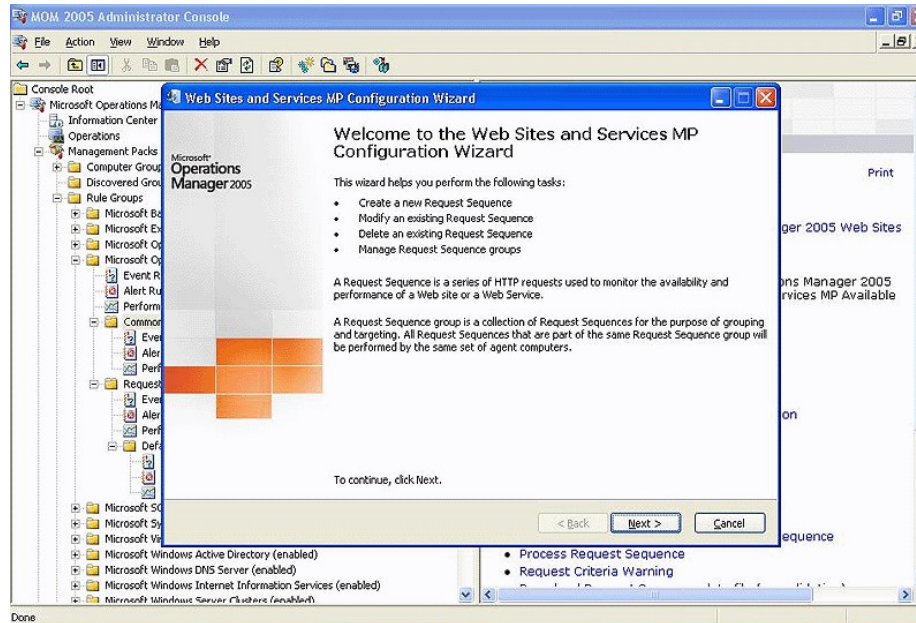 MOM 2005 Administrator Console
File Action View Window Help
Console Root
Microsoft Operations Ma
Information Center
Operations
Management Packs
Computer Group
Discovered Grou
Rule Groups
Microsoft Ba
Microsoft Ex
Microsoft Op
Microsoft Op
Event R
Alert Ru
Perform
Common
Even
Aler
Perf
Request
Even
Aler
Perf
Defa
Microsoft SQ
Microsoft Sy
Microsoft Vir
Microsoft Windows Active Directory (enabled)
Microsoft Windows DNS Server (enabled)
Microsoft Windows Internet Information Services (enabled)
Microsoft Windows Server Clusters (enabled)
Web Sites and Services MP Configuration Wizard
Microsoft
Operations
Manager 2005
Welcome to the Web Sites and Services MP
Configuration Wizard
This wizard helps you perform the following tasks:
• Create a new Request Sequence
• Modify an existing Request Sequence
• Delete an existing Request Sequence
• Manage Request Sequence groups
A Request Sequence is a series of HTTP requests used to monitor the availability and
performance of a Web site or a Web Service.
A Request Sequence group is a collection of Request Sequences for the purpose of grouping
and targeting. All Request Sequences that are part of the same Request Sequence group will
be performed by the same set of agent computers.
To continue, click Next.
< Back Next > Cancel
Print
ger 2005 Web Sites
ons Manager 2005
rvices MP Available
on
equence
• Process Request Sequence
• Request Criteria Warning
Done